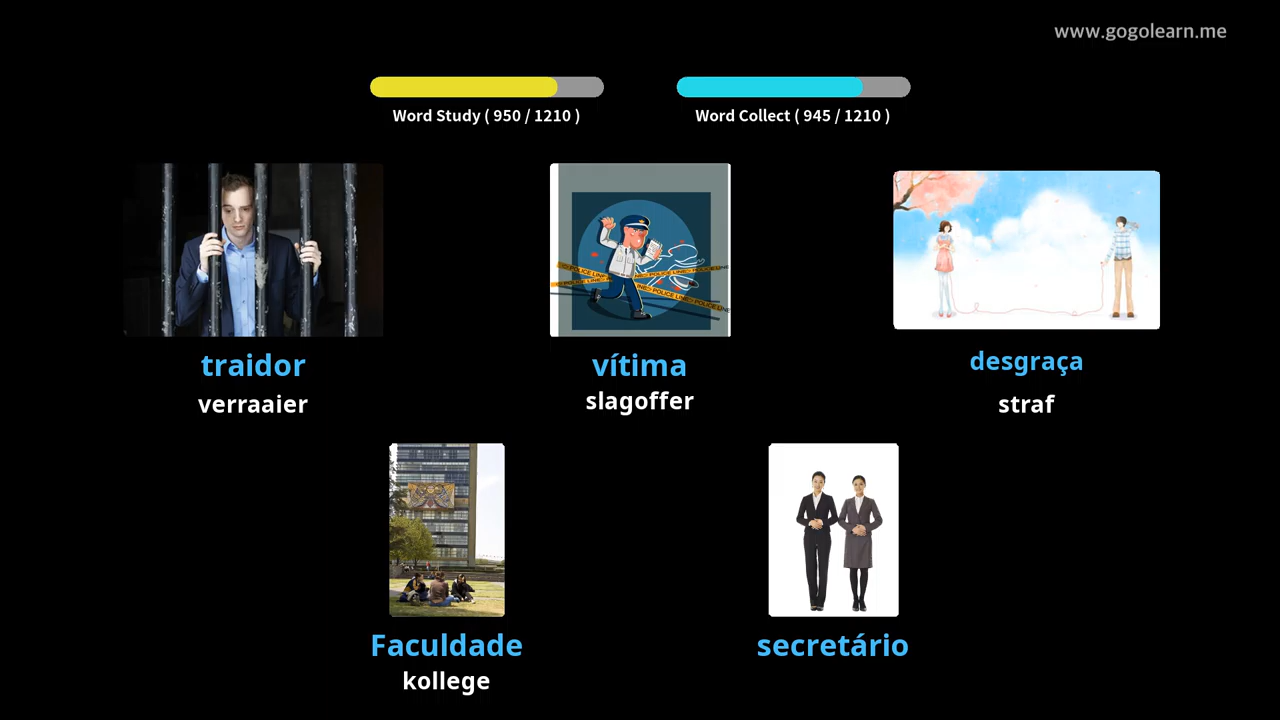 www.gogolearn.me
Word Study ( 950 / 1210 )
Word Collect ( 945 / 1210 )
traidor
vítima
desgraça
verraaier
slagoffer
straf
Faculdade
secretário
kollege